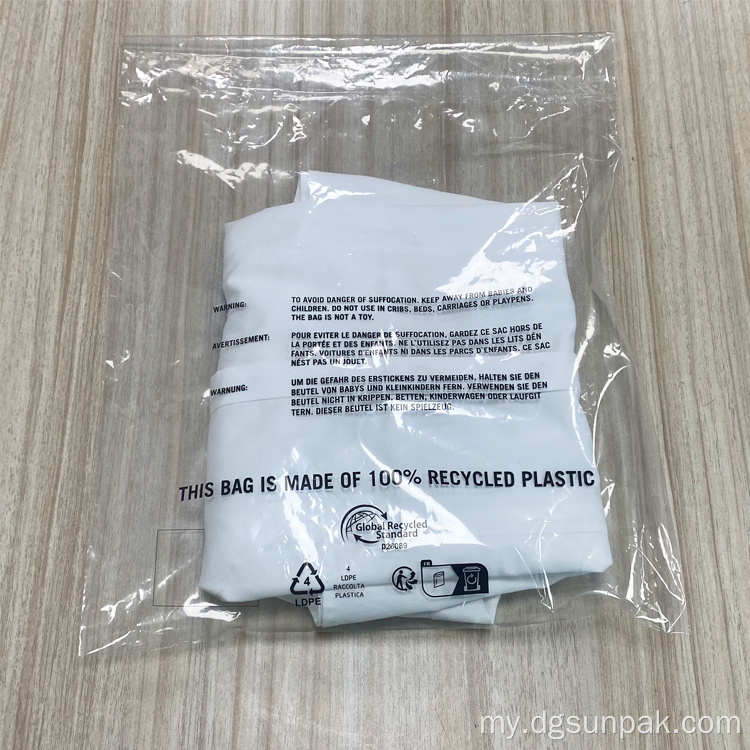 WARNING:
TO AVOID DANGER OF SUFFOCATION. KEEP AWAY FROM BABIES AND
CHILDREN. DO NOT USE IN CRIBS, BEDS, CARRIAGES OR PLAYPENS.
THE BAG IS NOT A TOY.
AVERTISSEMENT:
POUR EVITER LE DANGER DE SUFFOCATION, GARDEZ CE SAC HORS DE
LA PORTÉE ET DES ENFANTS. NE L'UTILISEZ PAS DANS LES LITS DÉN
FANTS. VOITURES D'ENFANTS NI DANS LES PARCS D'ENFANTS. CE SAC
NÉST PAS UN JOUET.
WARNUNG:
UM DIE GEFAHR DES ERSTICKENS ZU VERMEIDEN. HALTEN SIE DEN
BEUTEL VON BABYS UND KLEINKINDERN FERN. VERWENDEN SIE DEN
BEUTEL NICHT IN KRIPPEN. BETTEN, KINDERWAGEN ODER LAUFGIT
TERN. DIESER BEUTEL IST KEIN SPIELZEUG.
THIS BAG IS MADE OF 100% RECYCLED PLASTIC
Global Recycled
Standard
D26089
4
LDPE
4
LDPE
RACCOLTA
PLASTICA
FR
my.dgsunpak.com